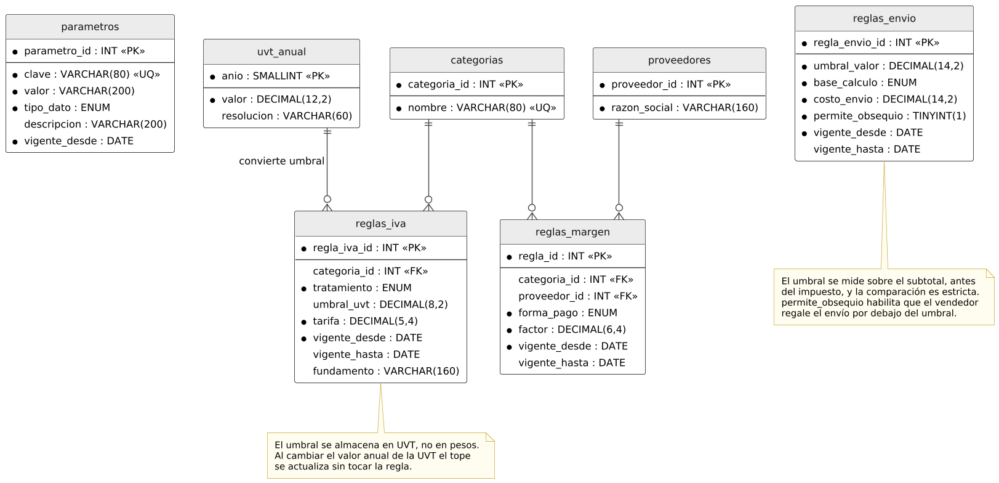 parametros
parametro_id : INT «PK»
clave : VARCHAR(80) «UQ»
valor : VARCHAR(200)
tipo_dato : ENUM
descripcion : VARCHAR(200)
vigente_desde : DATE
uvt_anual
anio : SMALLINT «PK»
valor : DECIMAL(12,2)
resolucion : VARCHAR(60)
categorias
categoria_id : INT «PK»
nombre : VARCHAR(80) «UQ»
proveedores
proveedor_id : INT «PK»
razon_social : VARCHAR(160)
reglas_envio
regla_envio_id : INT «PK»
umbral_valor : DECIMAL(14,2)
base_calculo : ENUM
costo_envio : DECIMAL(14,2)
permite_obsequio : TINYINT(1)
vigente_desde : DATE
vigente_hasta : DATE
convierte umbral
reglas_iva
regla_iva_id : INT «PK»
categoria_id : INT «FK»
tratamiento : ENUM
umbral_uvt : DECIMAL(8,2)
tarifa : DECIMAL(5,4)
vigente_desde : DATE
vigente_hasta : DATE
fundamento : VARCHAR(160)
reglas_margen
regla_id : INT «PK»
categoria_id : INT «FK»
proveedor_id : INT «FK»
forma_pago : ENUM
factor : DECIMAL(6,4)
vigente_desde : DATE
vigente_hasta : DATE
El umbral se mide sobre el subtotal, antes
del impuesto, y la comparación es estricta.
permite_obsequio habilita que el vendedor
regale el envío por debajo del umbral.
El umbral se almacena en UVT, no en pesos.
Al cambiar el valor anual de la UVT el tope
se actualiza sin tocar la regla.